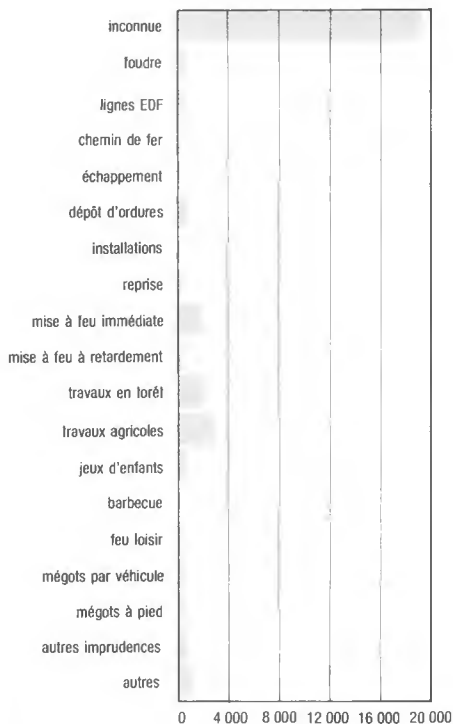 inconnue
foudre
lignes EDF
chemin de fer
échappement
dépôt d'ordures
installations
reprise
mise à feu immédiate
mise à feu à retardement
travaux en forêt
travaux agricoles
jeux d'enfants
barbecue
feu loisir
mégots par véhicule
mégots à pied
autres imprudences
autres
0 4 000 8 000 12 000 16 000 20 000